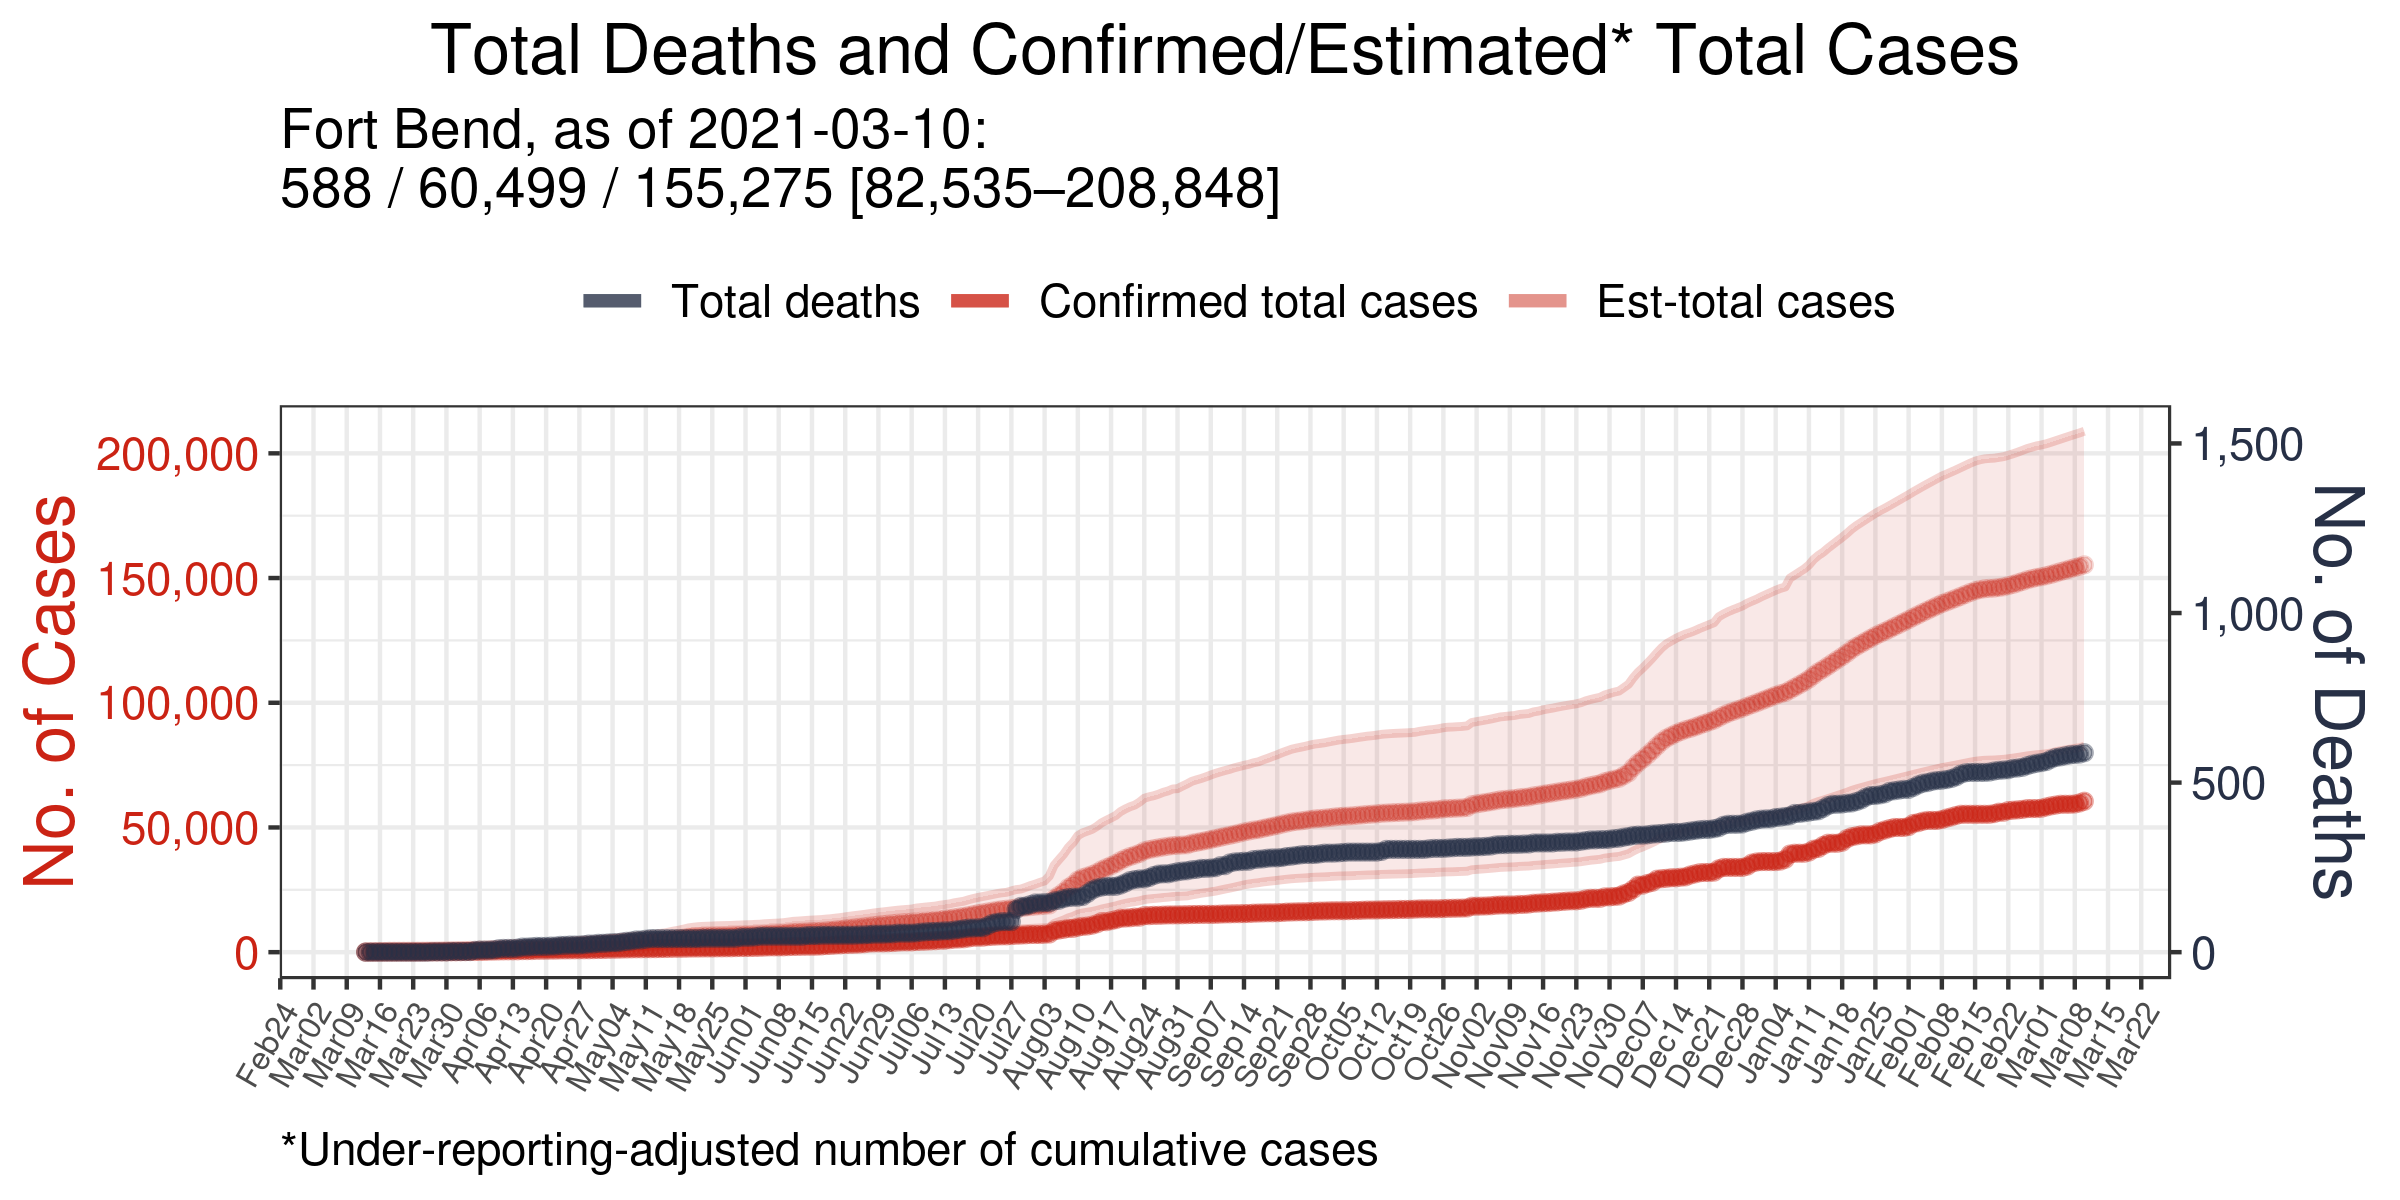 Total Deaths and Confirmed/Estimated* Total Cases
Fort Bend, as of 2021-03-10:
588 / 60,499 / 155,275 [82,535–208,848]
Total deaths
Confirmed total cases
Est-total cases
No. of Cases
200,000
150,000
100,000
50,000
0
1,500
1,000
500
0
No. of Deaths
Feb24
Mar02
Mar09
Mar16
Mar23
Mar30
Apr06
Apr13
Apr20
Apr27
May04
May11
May18
May25
Jun01
Jun08
Jun15
Jun22
Jun29
Jul06
Jul13
Jul20
Jul27
Aug03
Aug10
Aug17
Aug24
Aug31
Sep07
Sep14
Sep21
Sep28
Oct05
Oct12
Oct19
Oct26
Nov02
Nov09
Nov16
Nov23
Nov30
Dec07
Dec14
Dec21
Dec28
Jan04
Jan11
Jan18
Jan25
Feb01
Feb08
Feb15
Feb22
Mar01
Mar08
Mar15
Mar22
*Under-reporting-adjusted number of cumulative cases